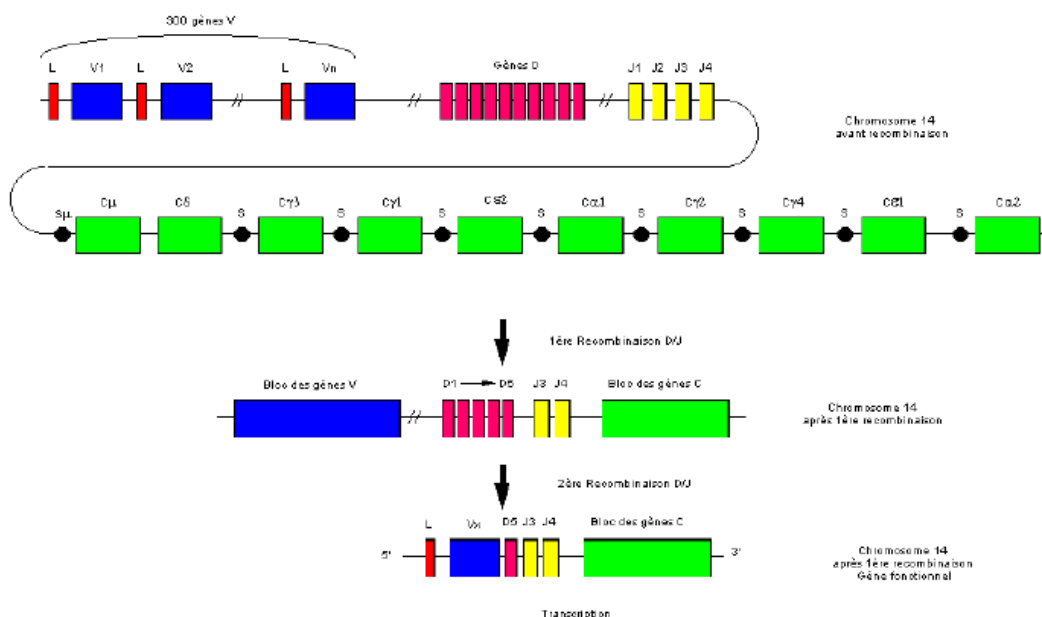 300 gènes V
L V1 L V2 L Vn Gènes D J1 J2 J3 J4
// // //
Chromosome 14
avant recombinaison
Sµ Cµ Cδ S Cγ3 S Cγ1 S Cε2 S Cα1 S Cγ2 S Cγ4 S Cε1 S Cα2
1ère Recombinaison D/J
Bloc des gènes V D1 D5 J3 J4 Bloc des gènes C
//
Chromosome 14
après 1ère recombinaison
2ère Recombinaison D/J
L Vx D5 J3 J4 Bloc des gènes C
5' 3'
Chromosome 14
après 1ère recombinaison
Gène fonctionnel
Transcription